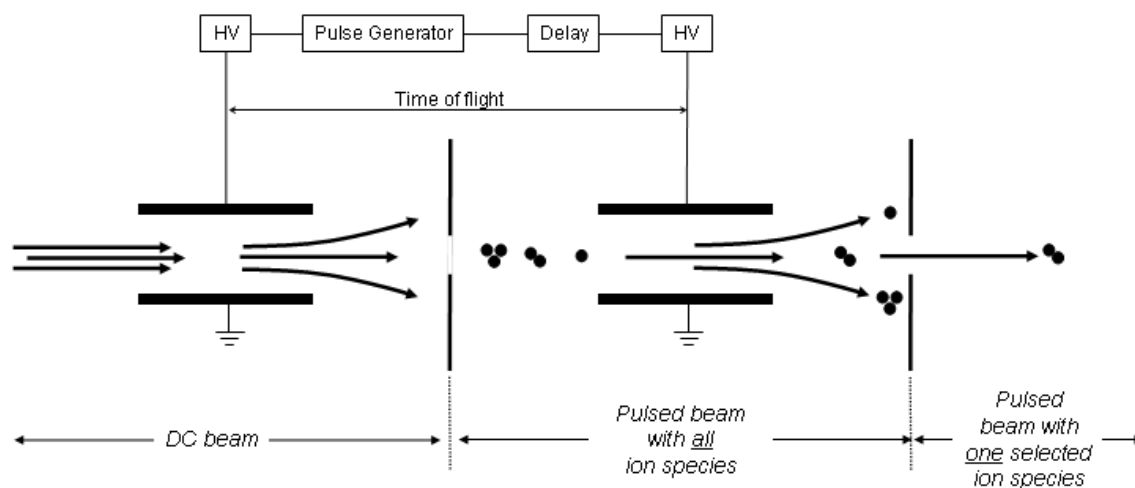 HV
Pulse Generator
Delay
HV
Time of flight
DC beam
Pulsed beam
with all
ion species
Pulsed
beam with
one selected
ion species